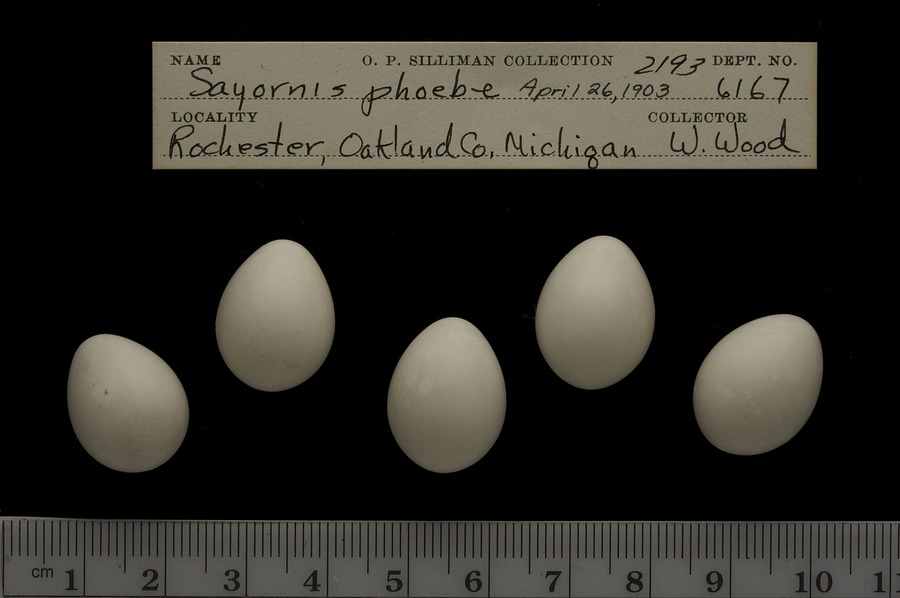 NAME O. P. SILLIMAN COLLECTION 2193 DEPT. NO.
Sayornis phoebe April 26, 1903 6167
LOCALITY COLLECTOR
Rochester, Oakland Co, Michigan W. Wood
cm 1 2 3 4 5 6 7 8 9 10